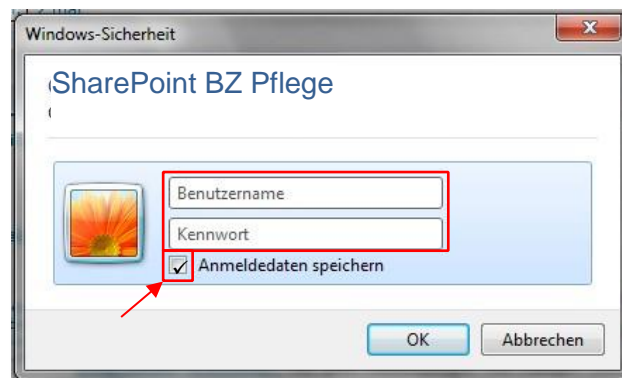 Windows-Sicherheit
SharePoint BZ Pflege
Benutzername
Kennwort
Anmeldedaten speichern
OK
Abbrechen